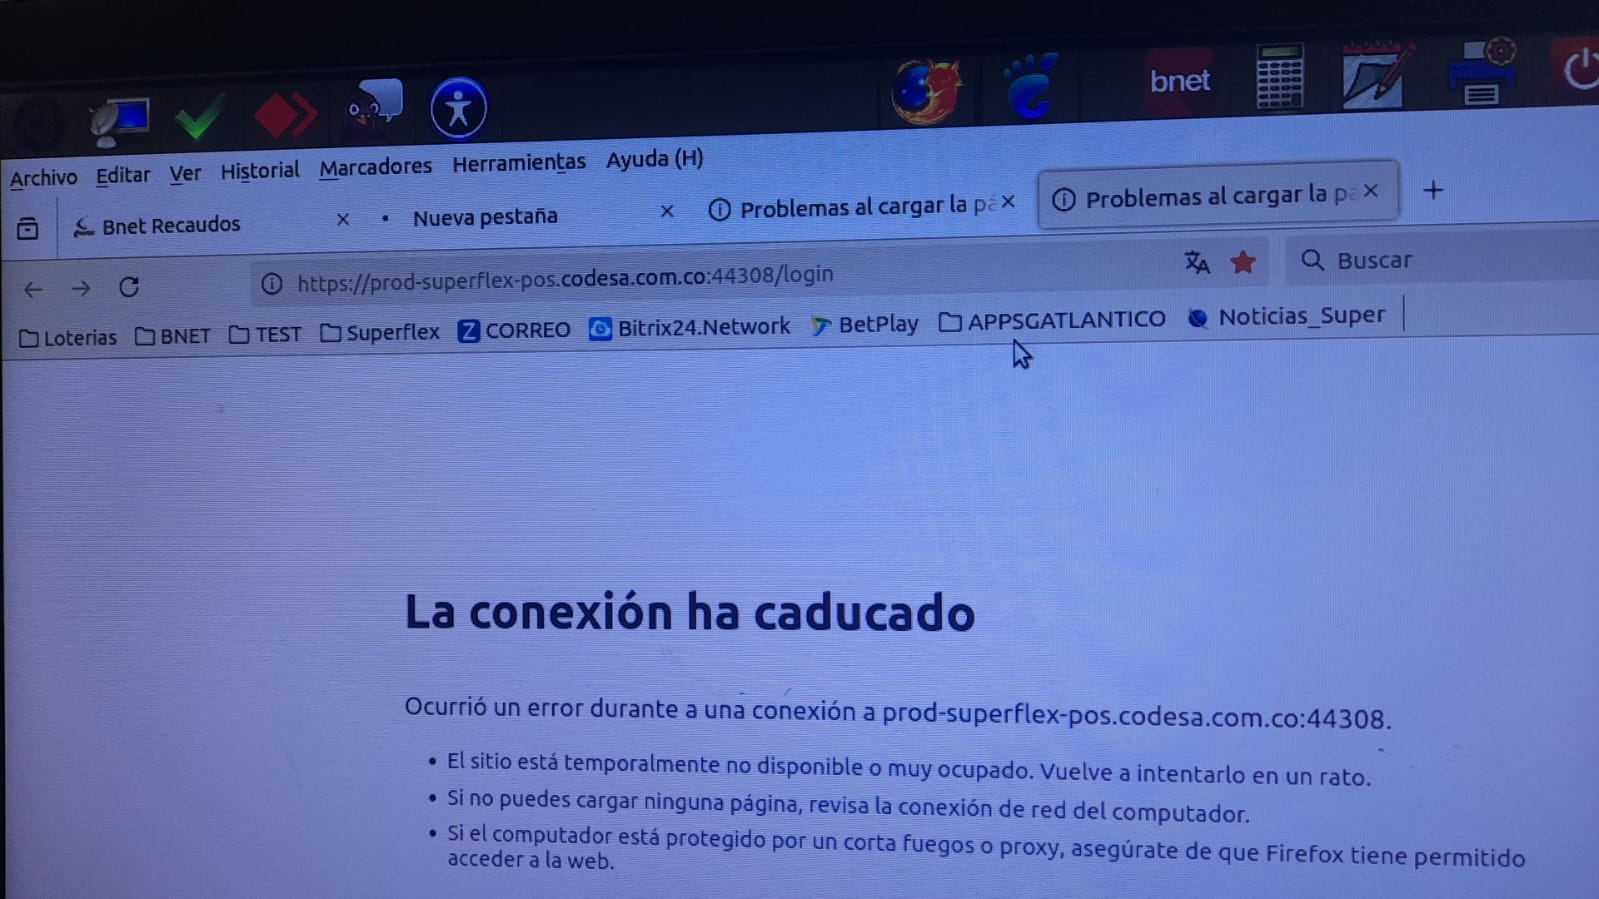 bnet
Archivo Editar Ver Historial Marcadores Herramientas Ayuda (H)
Bnet Recaudos × • Nueva pestaña × Problemas al cargar la pá × Problemas al cargar la pá × +
https://prod-superflex-pos.codesa.com.co:44308/login Buscar
Loterias BNET TEST Superflex Z CORREO Bitrix24.Network BetPlay APPSGATLANTICO Noticias_Super
La conexión ha caducado
Ocurrió un error durante a una conexión a prod-superflex-pos.codesa.com.co:44308.
• El sitio está temporalmente no disponible o muy ocupado. Vuelve a intentarlo en un rato.
• Si no puedes cargar ninguna página, revisa la conexión de red del computador.
• Si el computador está protegido por un corta fuegos o proxy, asegúrate de que Firefox tiene permitido
acceder a la web.